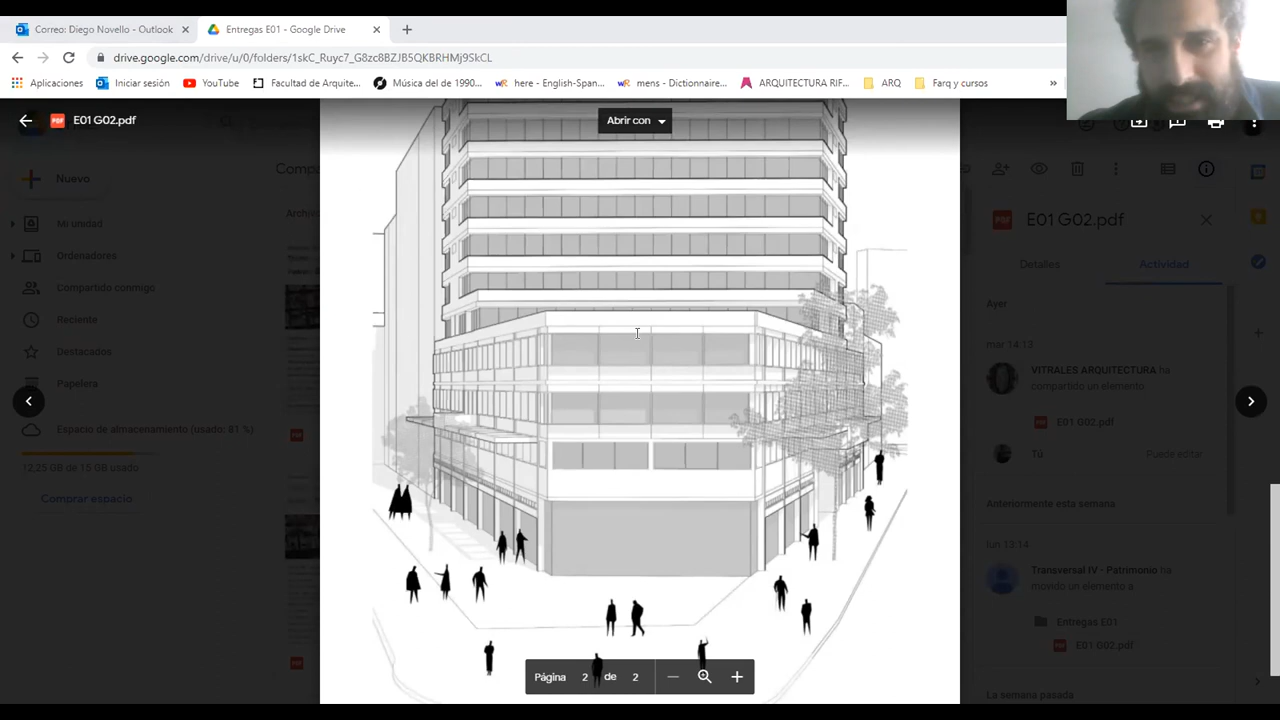 Correo: Diego Novello - Outlook
Entregas E01 - Google Drive
drive.google.com/drive/u/0/folders/1skC_Ruyc7_G8zc8BZJB5QKBRHMj9SkCL
Aplicaciones
Iniciar sesión
YouTube
Facultad de Arquite...
Música del de 1990...
here - English-Span...
mens - Dictionnaire...
ARQUITECTURA RIF...
ARQ
Farq y cursos
»
PDF
E01 G02.pdf
Abrir con
Nuevo
Compa
Archiv
Mi unidad
Ordenadores
Compartido conmigo
Reciente
Destacados
Papelera
Espacio de almacenamiento (usado: 81 %)
12,25 GB de 15 GB usado
Comprar espacio
E01 G02.pdf
Detalles
Actividad
Ayer
mar 14:13
VITRALES ARQUITECTURA ha
compartido un elemento
E01 G02.pdf
Tú
Puede editar
Anteriormente esta semana
lun 13:14
Transversal IV - Patrimonio ha
movido un elemento a
Entregas E01
E01 G02.pdf
La semana pasada
Página 2 de 2